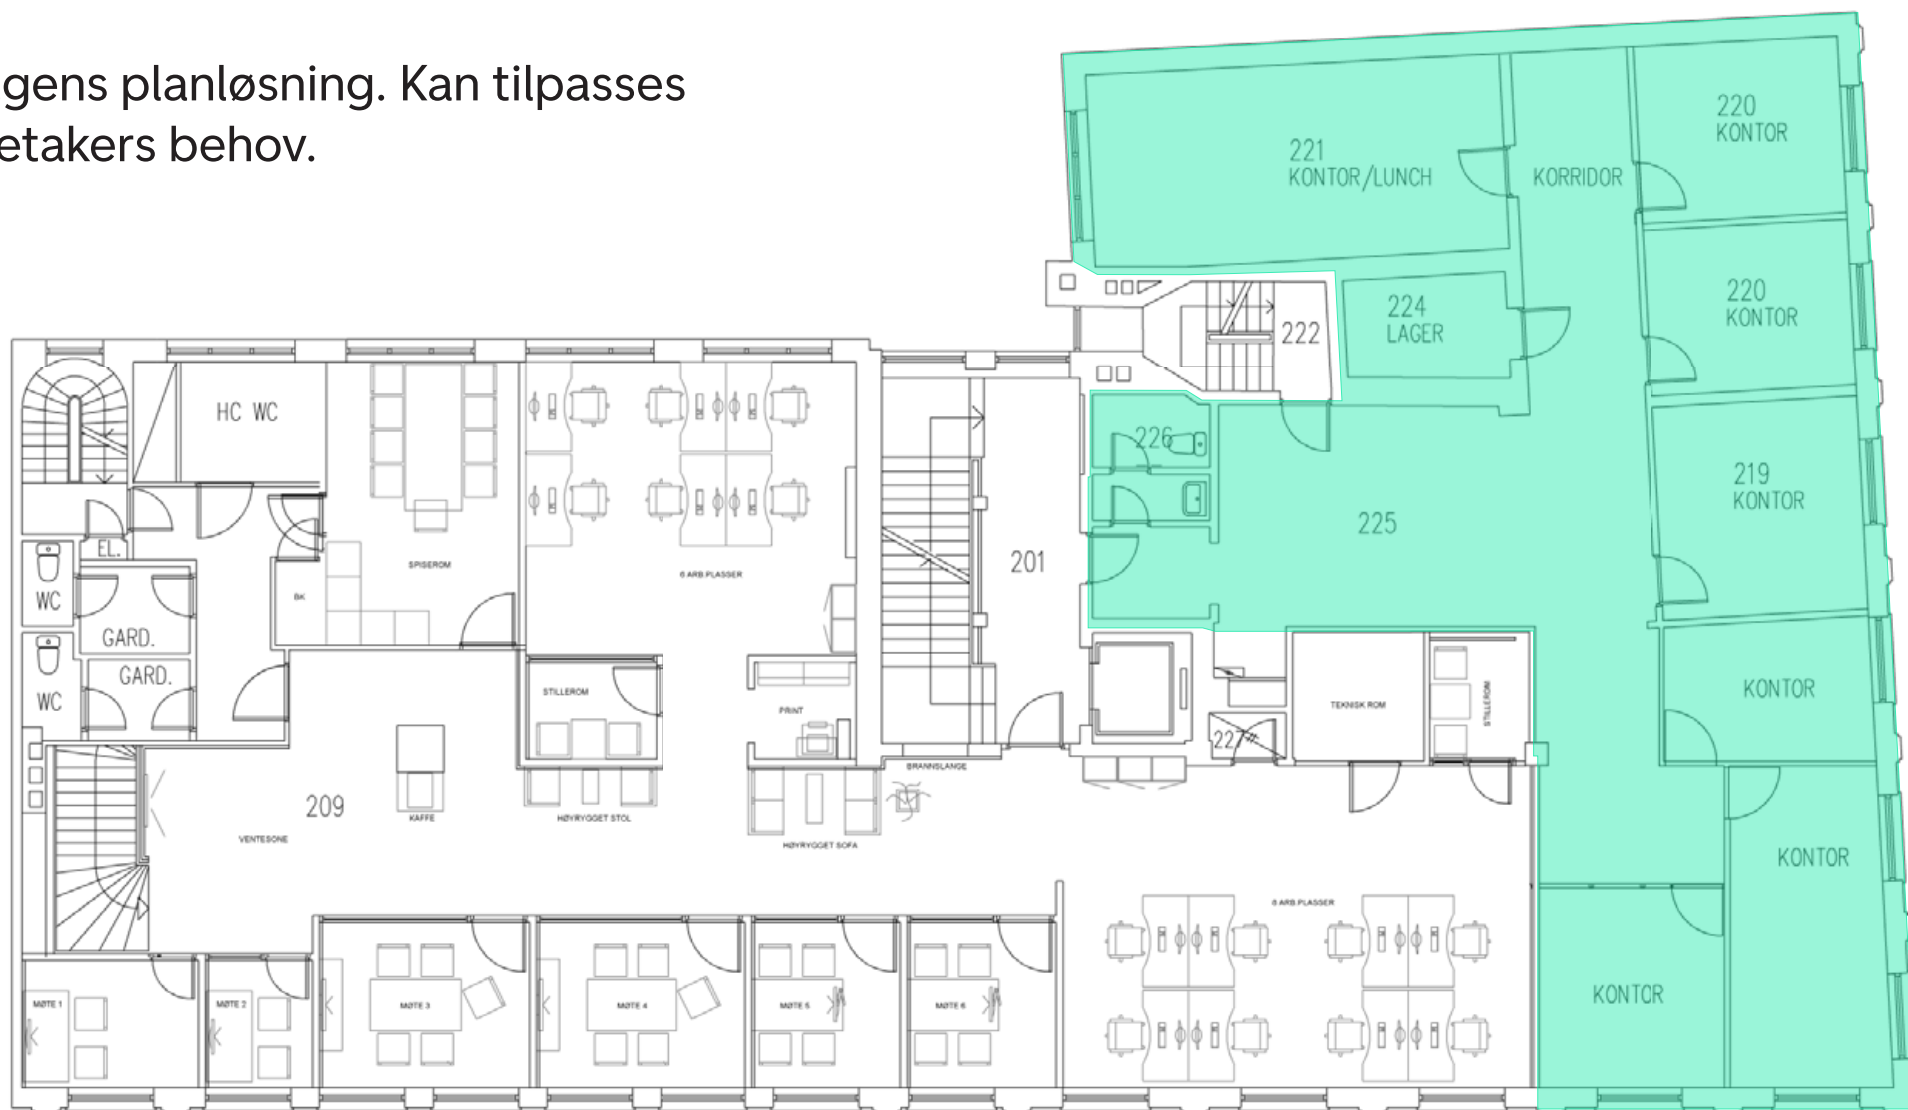 gens planløsning. Kan tilpasses
etakers behov.
220
KONTOR
221
KONTOR/LUNCH
KORRIDOR
220
KONTOR
224
LAGER
222
HC WC
226
219
KONTOR
225
EL.
SPISEROM
6 ARB.PLASSER
201
WC
BK
GARD.
GARD.
WC
STILLEROM
PRINT
TEKNISK ROM
STILLEROM
KONTOR
227
BRANNSLANGE
209
KAFFE
HØYRYGGET STOL
VENTESONE
HØYRYGGET SOFA
KONTOR
8 ARB.PLASSER
KONTOR
MØTE 1
MØTE 2
MØTE 3
MØTE 4
MØTE 5
MØTE 6